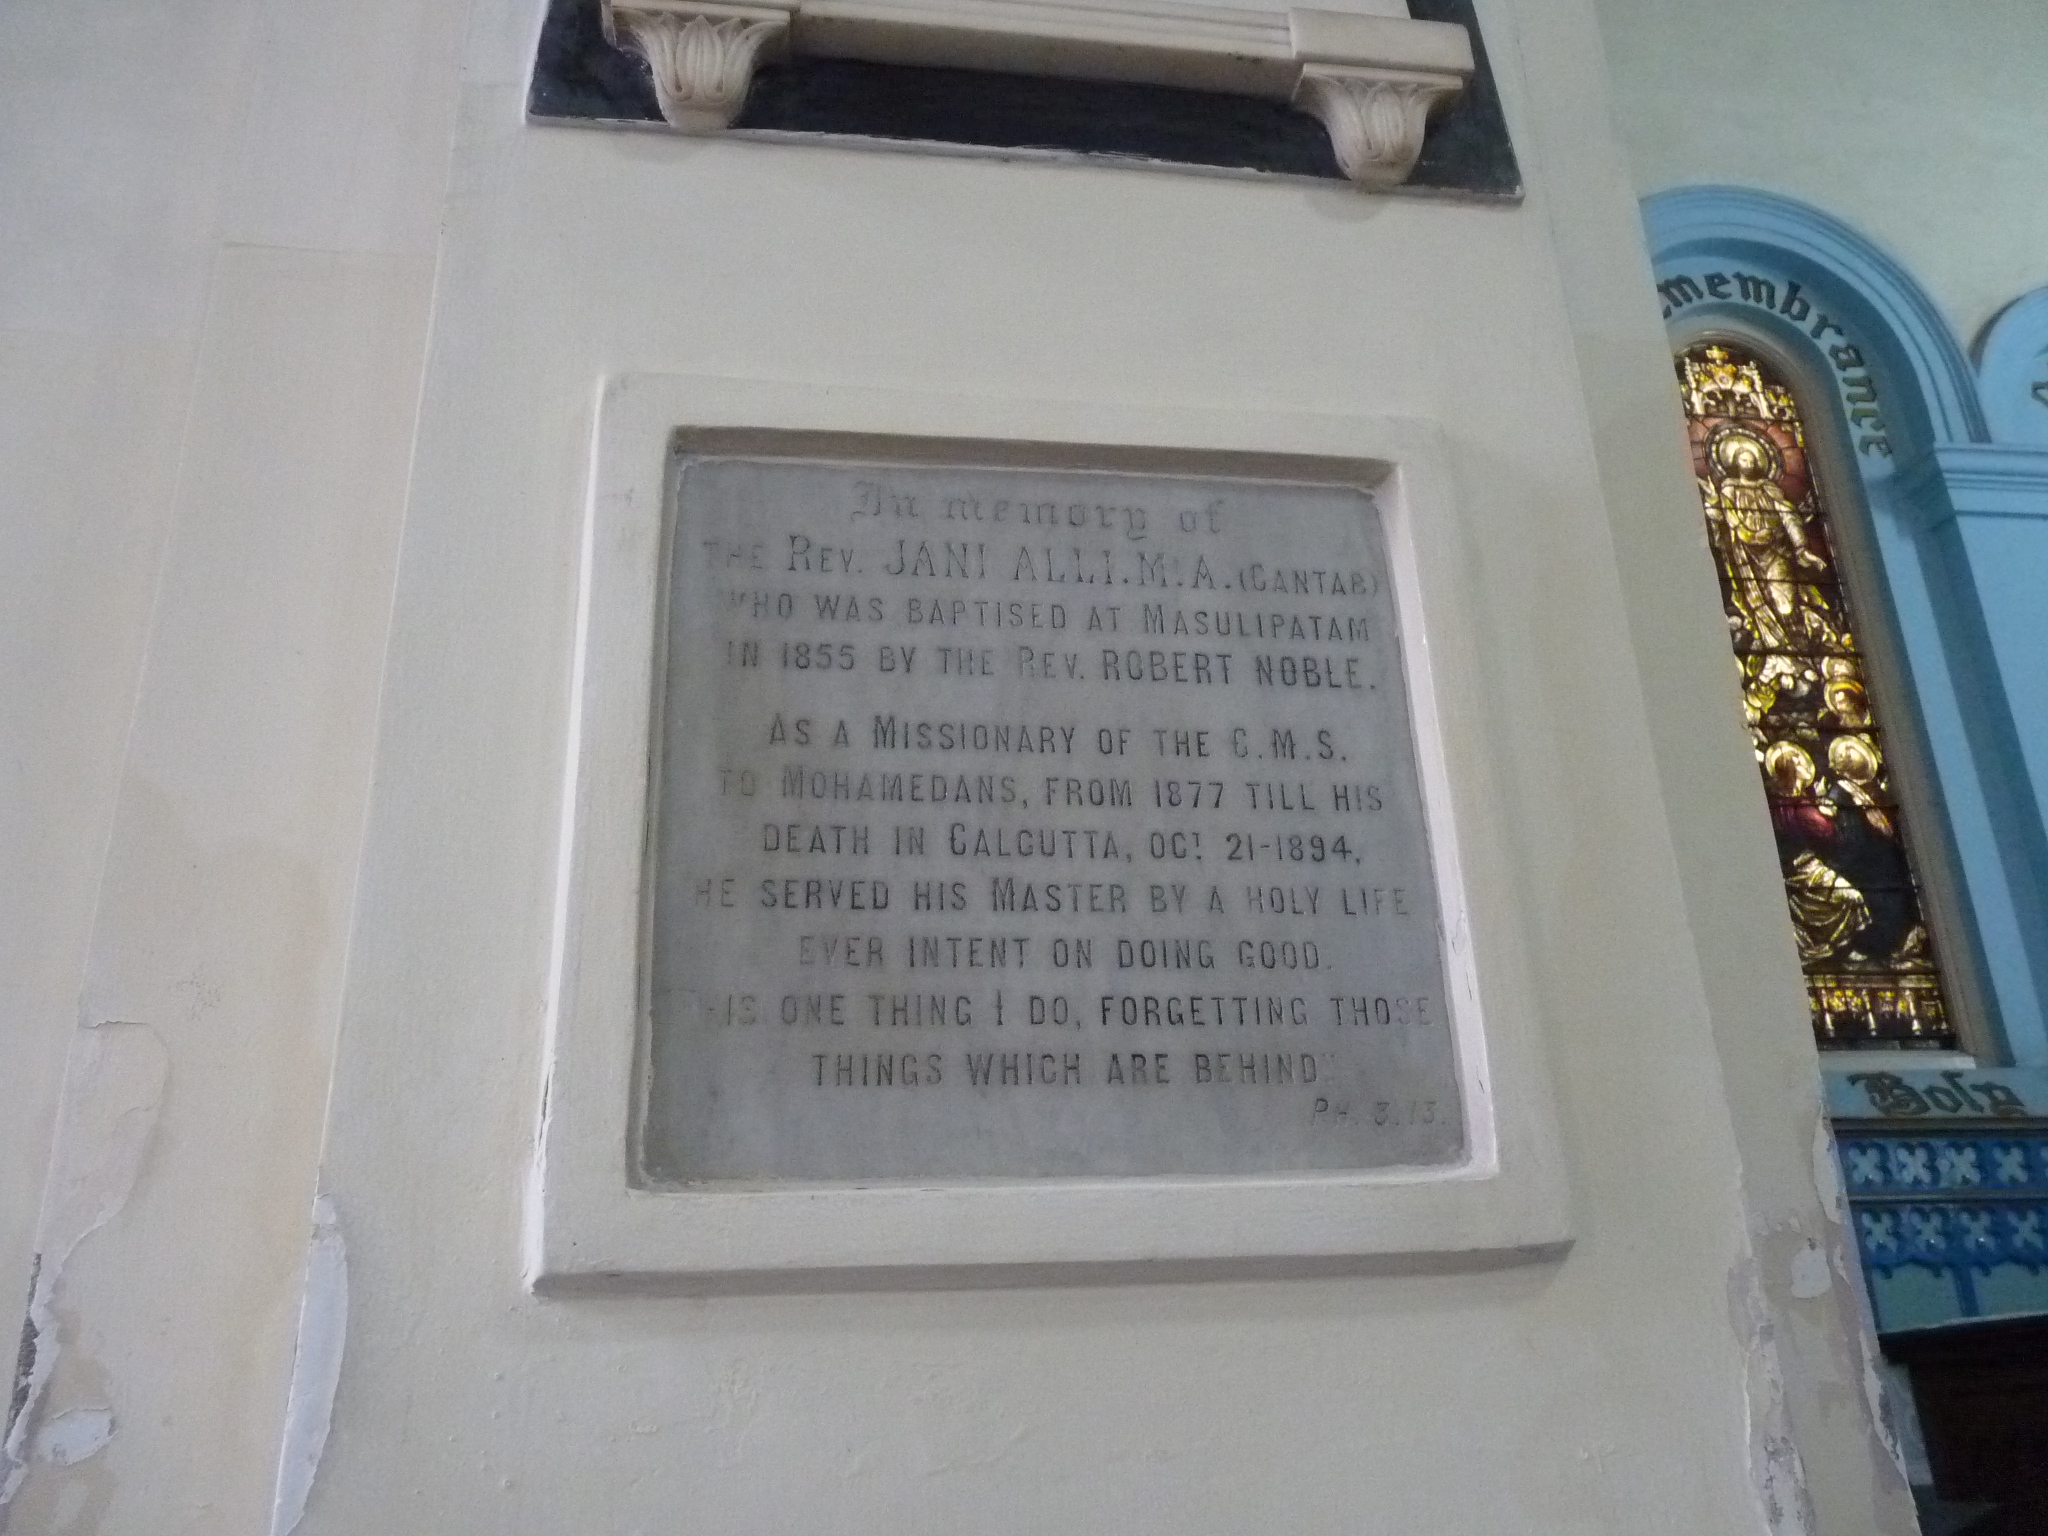 In memory of
THE REV. JANI ALLI. M.A. (CANTAB)
WHO WAS BAPTISED AT MASULIPATAM
IN 1855 BY THE REV. ROBERT NOBLE.
AS A MISSIONARY OF THE C.M.S.
TO MOHAMEDANS, FROM 1877 TILL HIS
DEATH IN CALCUTTA, OCT. 21-1894,
HE SERVED HIS MASTER BY A HOLY LIFE
EVER INTENT ON DOING GOOD.
THIS ONE THING I DO, FORGETTING THOSE
THINGS WHICH ARE BEHIND"
PH. 3.13.
membrance
Holy